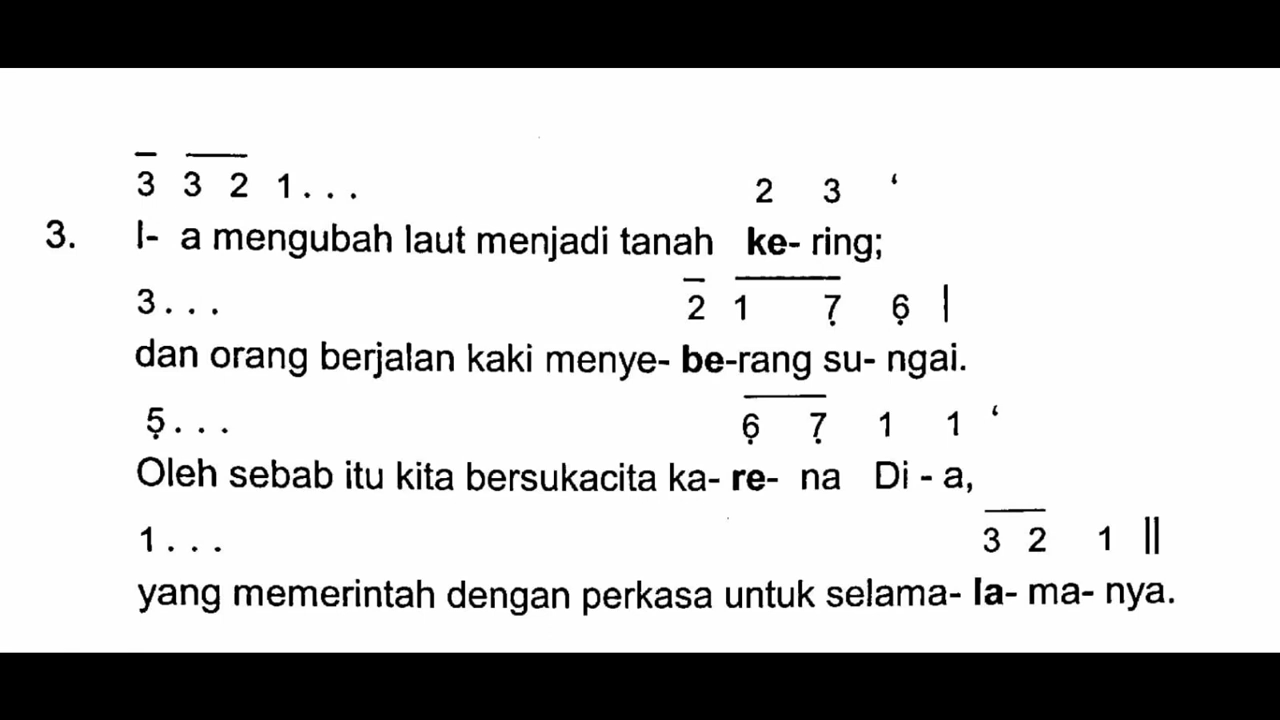 3 3 2 1 . . . 2 3 ‘
3. I- a mengubah laut menjadi tanah ke- ring;
3 . . . 2 1 7̣ 6̣ |
dan orang berjalan kaki menye- be-rang su- ngai.
5̣ . . . 6̣ 7̣ 1 1 ‘
Oleh sebab itu kita bersukacita ka- re- na Di - a,
1 . . . 3 2 1 ||
yang memerintah dengan perkasa untuk selama- la- ma- nya.